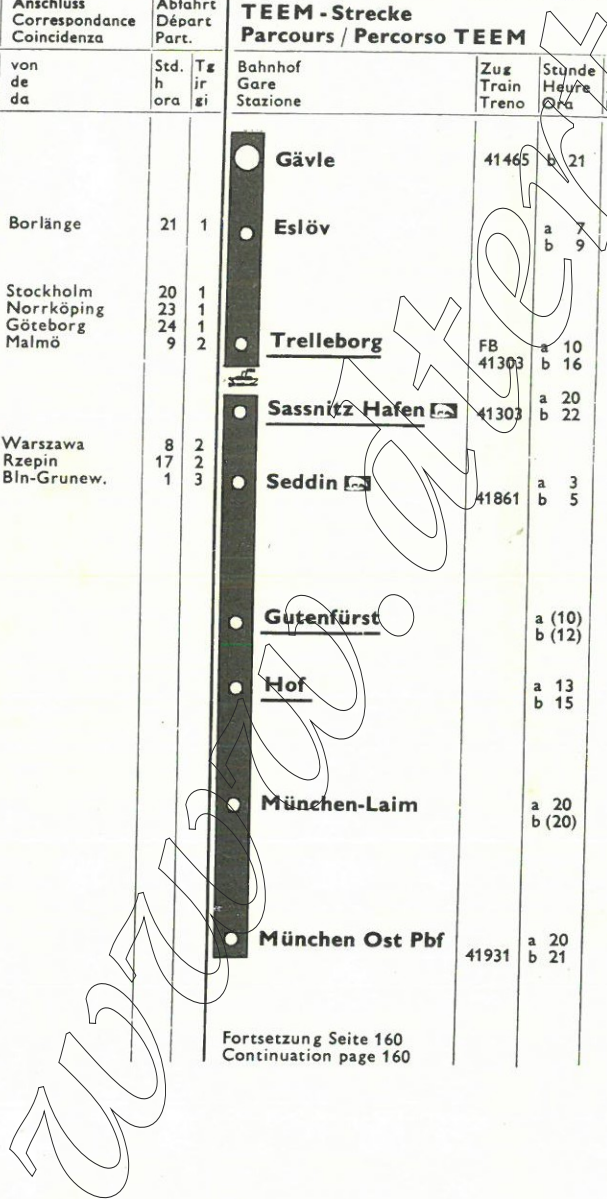 Anschluss
Correspondance
Coincidenza
Abfahrt
Départ
Part.
TEEM - Strecke
Parcours / Percorso TEEM
von
de
da
Std.
h
ora
Tg
jr
gi
Bahnhof
Gare
Stazione
Zug
Train
Treno
Stunde
Heure
Ora
Gävle 41465 b 21
Borlänge 21 1 Eslöv a 7
b 9
Stockholm 20 1
Norrköping 23 1
Göteborg 24 1
Malmö 9 2 Trelleborg FB a 10
41303 b 16
Sassnitz Hafen 41303 a 20
b 22
Warszawa 8 2
Rzepin 17 2
Bln-Grunew. 1 3 Seddin a 3
41861 b 5
Gutenfürst a (10)
b (12)
Hof a 13
b 15
München-Laim a 20
b (20)
München Ost Pbf a 20
41931 b 21
Fortsetzung Seite 160
Continuation page 160